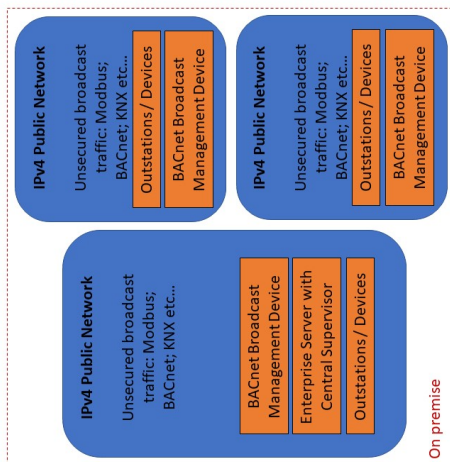 IPv4 Public Network
Unsecured broadcast
traffic: Modbus;
BACnet; KNX etc...
BACnet Broadcast
Management Device
Enterprise Server with
Central Supervisor
Outstations / Devices
IPv4 Public Network
Unsecured broadcast
traffic: Modbus;
BACnet; KNX etc...
Outstations / Devices
BACnet Broadcast
Management Device
IPv4 Public Network
Unsecured broadcast
traffic: Modbus;
BACnet; KNX etc...
Outstations / Devices
BACnet Broadcast
Management Device
On premise